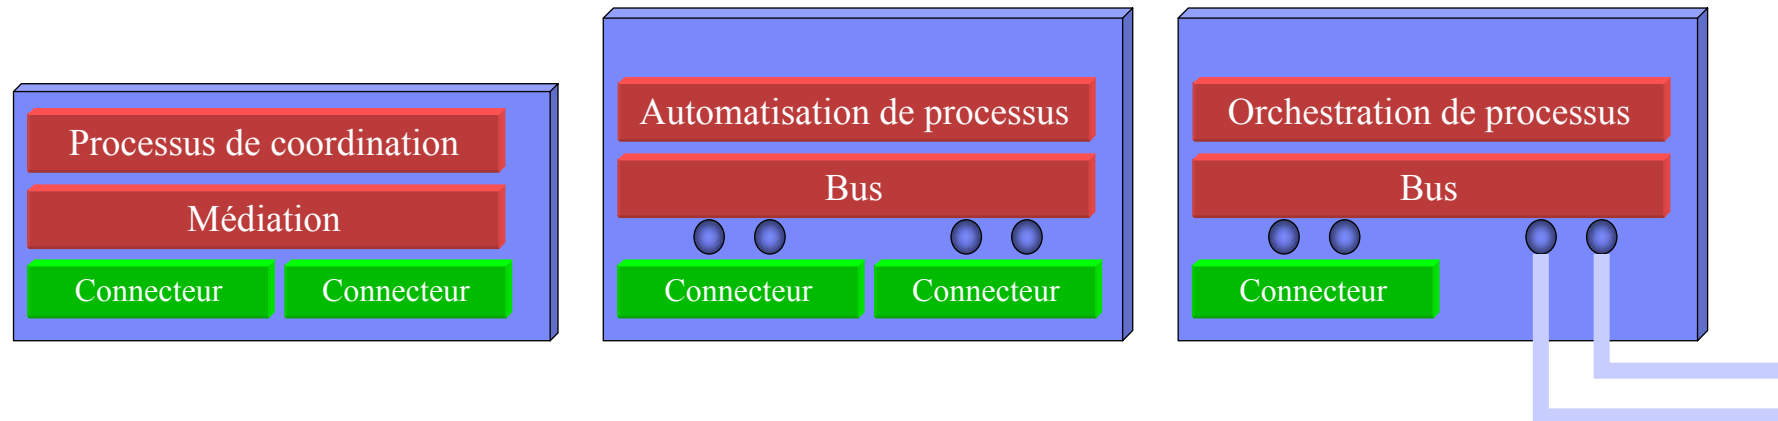 Processus de coordination
Médiation
Connecteur
Connecteur
Automatisation de processus
Bus
Connecteur
Connecteur
Orchestration de processus
Bus
Connecteur